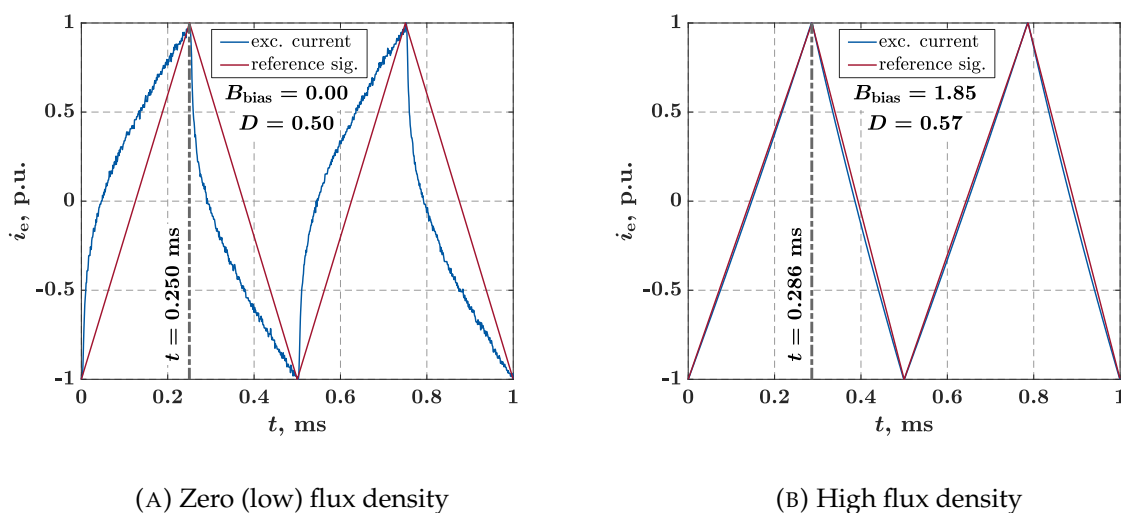 1
0.5
0
-0.5
-1
i_e, p.u.
exc. current
reference sig.
B_bias = 0.00
D = 0.50
t = 0.250 ms
0
0.2
0.4
0.6
0.8
1
t, ms
(A) Zero (low) flux density
1
0.5
0
-0.5
-1
i_e, p.u.
exc. current
reference sig.
B_bias = 1.85
D = 0.57
t = 0.286 ms
0
0.2
0.4
0.6
0.8
1
t, ms
(B) High flux density